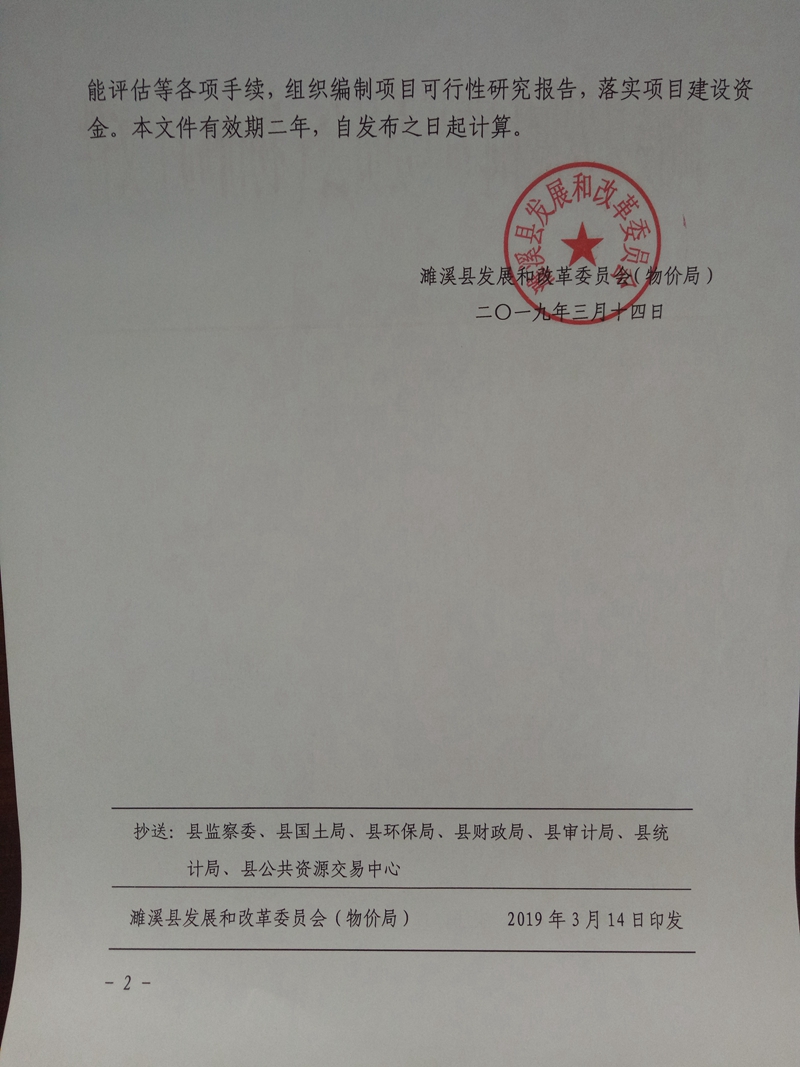 能评估等各项手续，组织编制项目可行性研究报告，落实项目建设资
金。本文件有效期二年，自发布之日起计算。
濉溪县发展和改革委员会
濉溪县发展和改革委员会（物价局）
二〇一九年三月十四日
抄送：县监察委、县国土局、县环保局、县财政局、县审计局、县统
计局、县公共资源交易中心
濉溪县发展和改革委员会（物价局） 2019 年 3 月 14 日印发
- 2 -